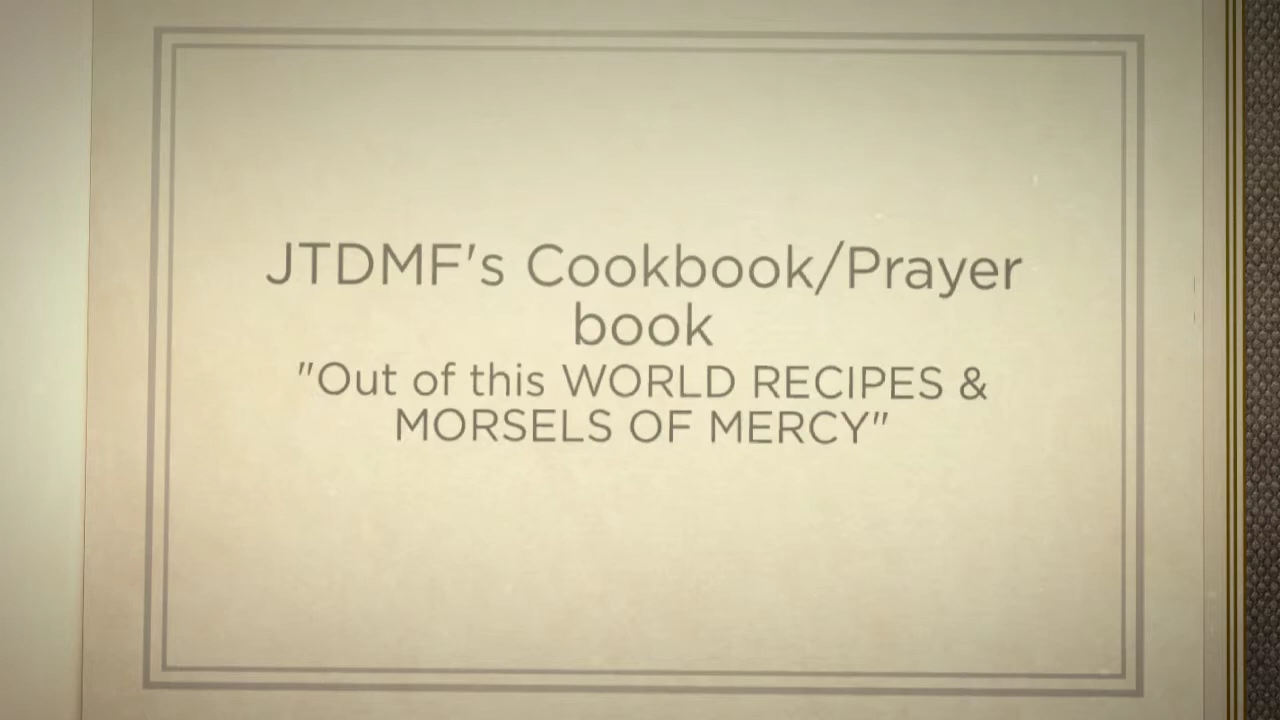 JTDMF's Cookbook/Prayer
book
"Out of this WORLD RECIPES &
MORSELS OF MERCY"